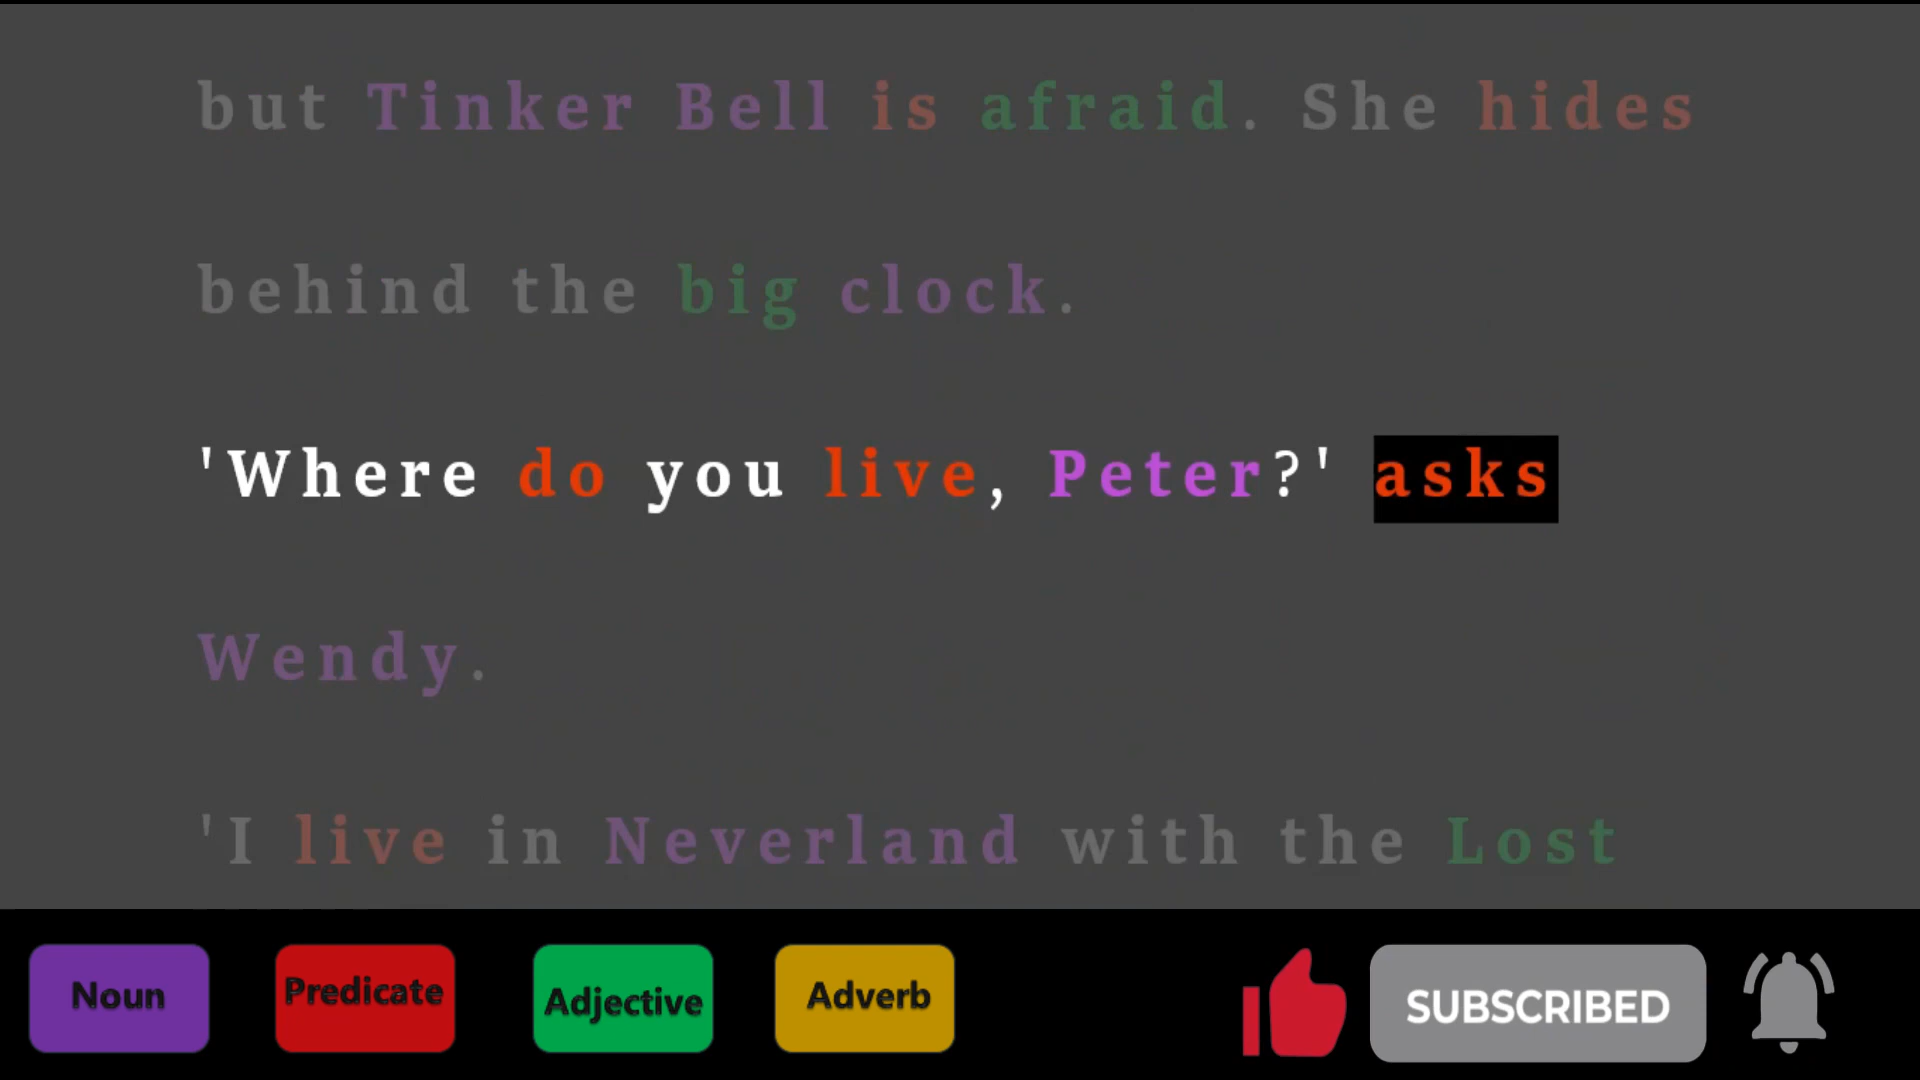 but Tinker Bell is afraid. She hides
behind the big clock.
'Where do you live, Peter?' asks
Wendy.
'I live in Neverland with the Lost
Noun Predicate Adjective Adverb SUBSCRIBED